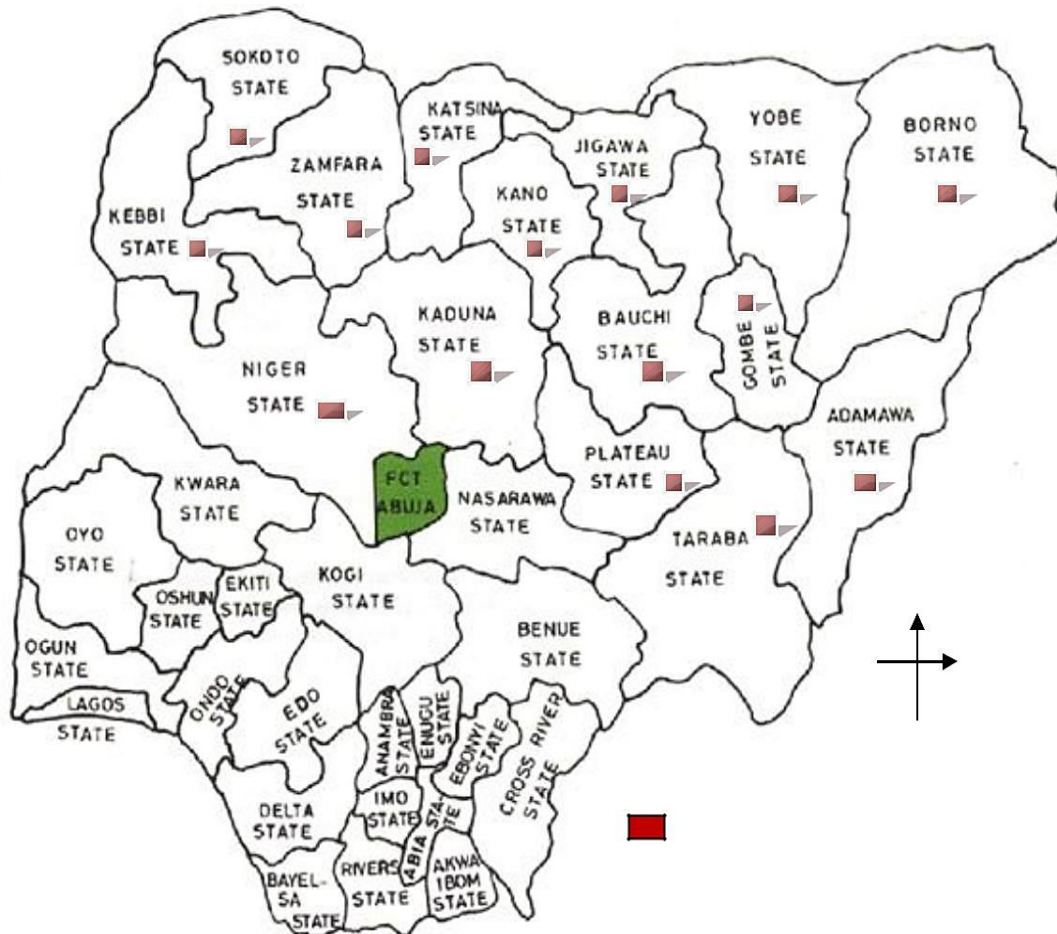 SOKOTO
STATE
KATSINA
STATE
ZAMFARA
STATE
KEBBI
STATE
JIGAWA
STATE
KANO
STATE
YOBE
STATE
BORNO
STATE
KADUNA
STATE
BAUCHI
STATE
GOMBE
STATE
NIGER
STATE
ADAMAWA
STATE
PLATEAU
STATE
FCT
ABUJA
NASARAWA
STATE
KWARA
STATE
TARABA
STATE
OYO
STATE
OSHUN
STATE
EKITI
STATE
KOGI
STATE
BENUE
STATE
OGUN
STATE
LAGOS
STATE
ONDO
STATE
EDO
STATE
ANAMBRA
STATE
ENUGU
STATE
EBONYI
STATE
CROSS RIVER
STATE
DELTA
STATE
IMO
STATE
ABIA STA-
TE
BAYEL-
SA
STATE
RIVERS
STATE
AKWA
IBOM
STATE